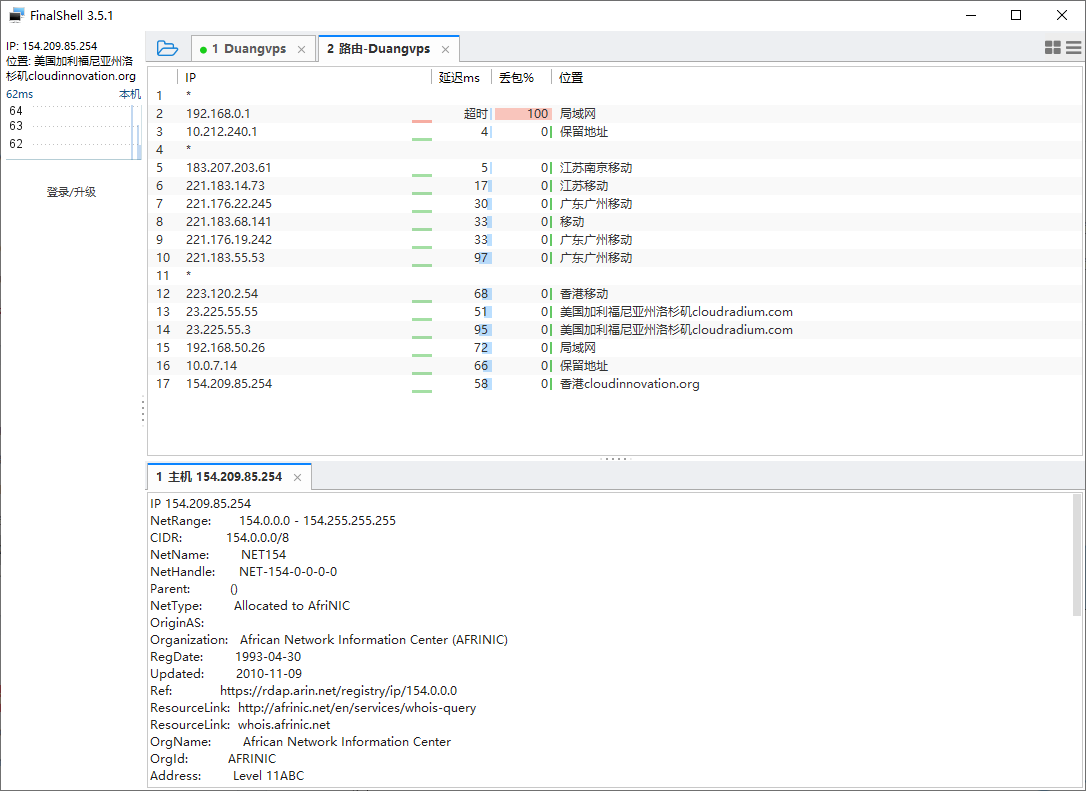 FinalShell 3.5.1
IP: 154.209.85.254
位置: 美国加利福尼亚州洛
杉矶cloudinnovation.org
62ms 本机
64
63
62
登录/升级
1 Duangvps
2 路由-Duangvps
IP 延迟ms 丢包% 位置
1 *
2 192.168.0.1 超时 100 局域网
3 10.212.240.1 4 0 保留地址
4 *
5 183.207.203.61 5 0 江苏南京移动
6 221.183.14.73 17 0 江苏移动
7 221.176.22.245 30 0 广东广州移动
8 221.183.68.141 33 0 移动
9 221.176.19.242 33 0 广东广州移动
10 221.183.55.53 97 0 广东广州移动
11 *
12 223.120.2.54 68 0 香港移动
13 23.225.55.55 51 0 美国加利福尼亚州洛杉矶cloudradium.com
14 23.225.55.3 95 0 美国加利福尼亚州洛杉矶cloudradium.com
15 192.168.50.26 72 0 局域网
16 10.0.7.14 66 0 保留地址
17 154.209.85.254 58 0 香港cloudinnovation.org
1 主机 154.209.85.254
IP 154.209.85.254
NetRange: 154.0.0.0 - 154.255.255.255
CIDR: 154.0.0.0/8
NetName: NET154
NetHandle: NET-154-0-0-0-0
Parent: ()
NetType: Allocated to AfriNIC
OriginAS:
Organization: African Network Information Center (AFRINIC)
RegDate: 1993-04-30
Updated: 2010-11-09
Ref: https://rdap.arin.net/registry/ip/154.0.0.0
ResourceLink: http://afrinic.net/en/services/whois-query
ResourceLink: whois.afrinic.net
OrgName: African Network Information Center
OrgId: AFRINIC
Address: Level 11ABC